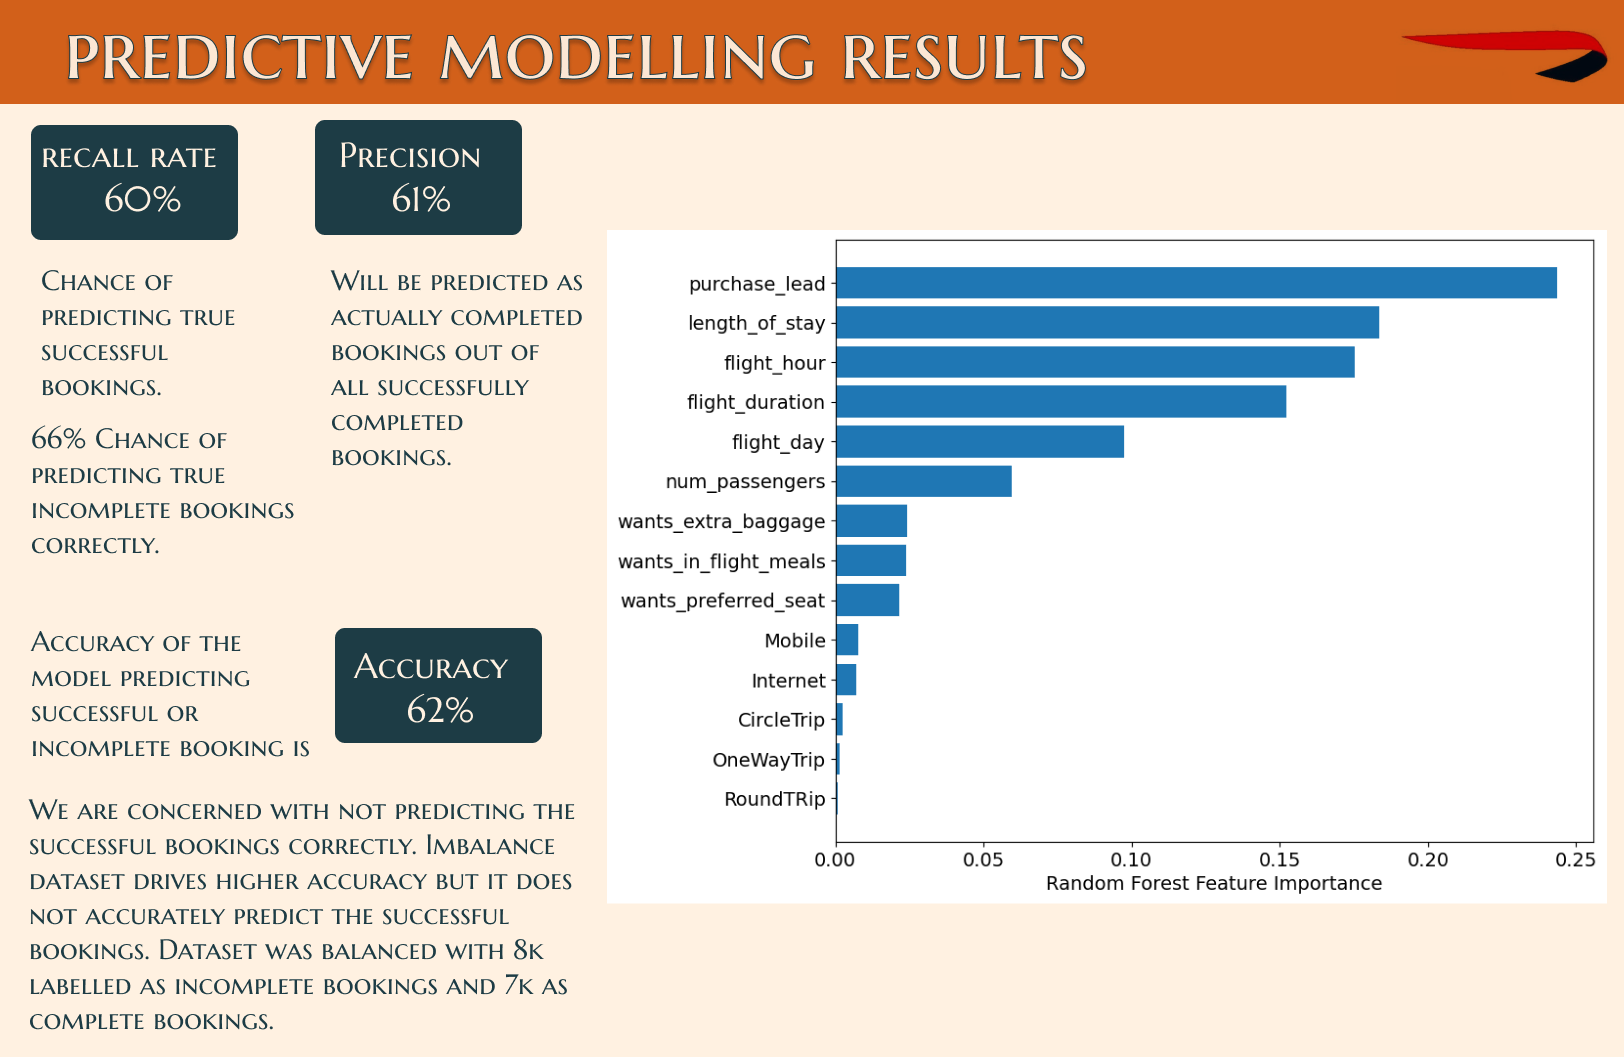 PREDICTIVE MODELLING RESULTS
RECALL RATE
60%
Precision
61%
Chance of
predicting true
successful
bookings.
66% Chance of
predicting true
incomplete bookings
correctly.
Will be predicted as
actually completed
bookings out of
all successfully
completed
bookings.
Accuracy of the
model predicting
successful or
incomplete booking is
Accuracy
62%
We are concerned with not predicting the
successful bookings correctly. Imbalance
dataset drives higher accuracy but it does
not accurately predict the successful
bookings. Dataset was balanced with 8k
labelled as incomplete bookings and 7k as
complete bookings.
purchase_lead
length_of_stay
flight_hour
flight_duration
flight_day
num_passengers
wants_extra_baggage
wants_in_flight_meals
wants_preferred_seat
Mobile
Internet
CircleTrip
OneWayTrip
RoundTRip
0.00 0.05 0.10 0.15 0.20 0.25
Random Forest Feature Importance